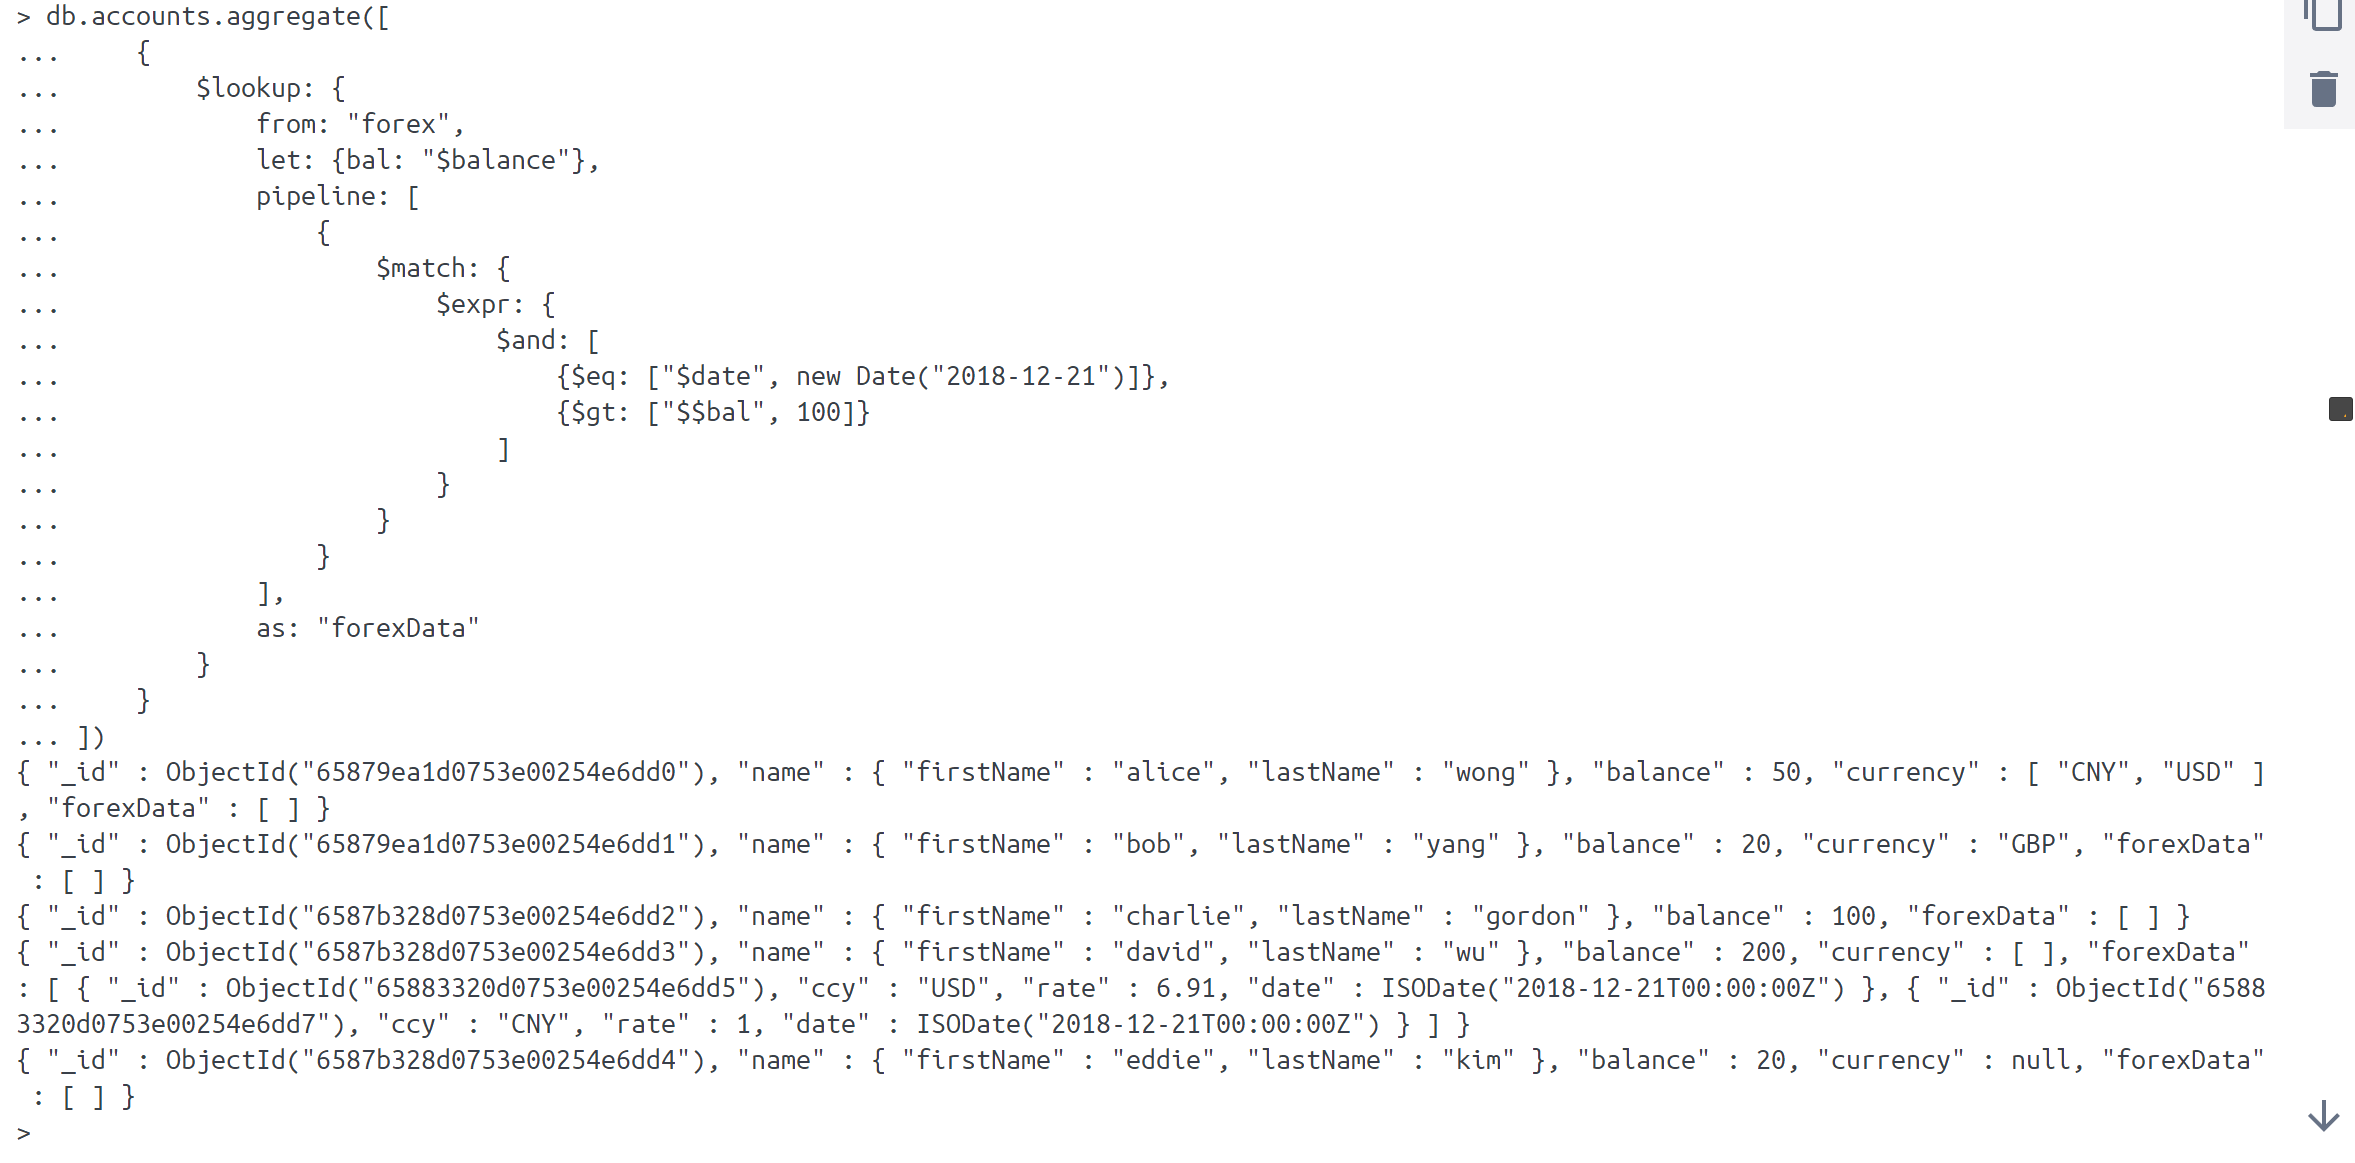 > db.accounts.aggregate([
...     {
...         $lookup: {
...             from: "forex",
...             let: {bal: "$balance"},
...             pipeline: [
...                 {
...                     $match: {
...                         $expr: {
...                             $and: [
...                                 {$eq: ["$date", new Date("2018-12-21")]},
...                                 {$gt: ["$$bal", 100]}
...                             ]
...                         }
...                     }
...                 }
...             ],
...             as: "forexData"
...         }
...     }
... ])
{ "_id" : ObjectId("65879ea1d0753e00254e6dd0"), "name" : { "firstName" : "alice", "lastName" : "wong" }, "balance" : 50, "currency" : [ "CNY", "USD" ]
, "forexData" : [ ] }
{ "_id" : ObjectId("65879ea1d0753e00254e6dd1"), "name" : { "firstName" : "bob", "lastName" : "yang" }, "balance" : 20, "currency" : "GBP", "forexData"
 : [ ] }
{ "_id" : ObjectId("6587b328d0753e00254e6dd2"), "name" : { "firstName" : "charlie", "lastName" : "gordon" }, "balance" : 100, "forexData" : [ ] }
{ "_id" : ObjectId("6587b328d0753e00254e6dd3"), "name" : { "firstName" : "david", "lastName" : "wu" }, "balance" : 200, "currency" : [ ], "forexData"
: [ { "_id" : ObjectId("65883320d0753e00254e6dd5"), "ccy" : "USD", "rate" : 6.91, "date" : ISODate("2018-12-21T00:00:00Z") }, { "_id" : ObjectId("6588
3320d0753e00254e6dd7"), "ccy" : "CNY", "rate" : 1, "date" : ISODate("2018-12-21T00:00:00Z") } ] }
{ "_id" : ObjectId("6587b328d0753e00254e6dd4"), "name" : { "firstName" : "eddie", "lastName" : "kim" }, "balance" : 20, "currency" : null, "forexData"
 : [ ] }
>